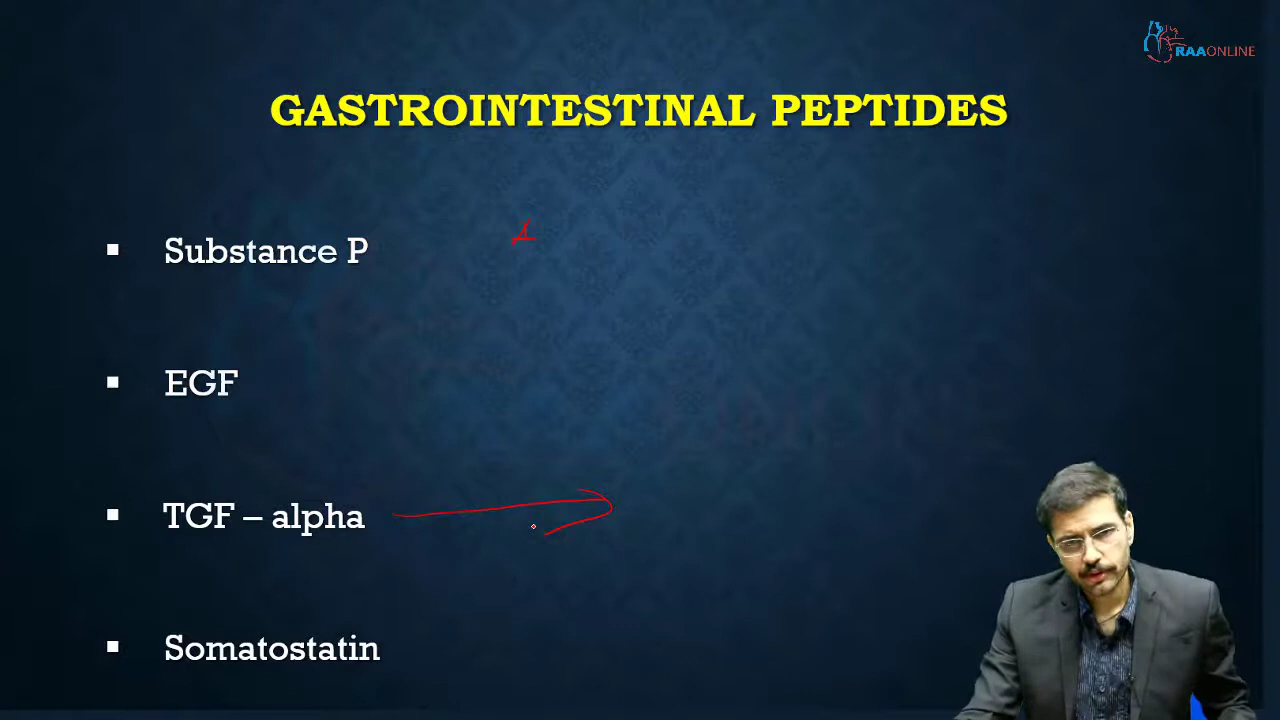 RAAONLINE
GASTROINTESTINAL PEPTIDES
Substance P
EGF
TGF – alpha
Somatostatin